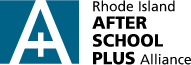 Rhode Island
AFTER
SCHOOL
PLUS Alliance